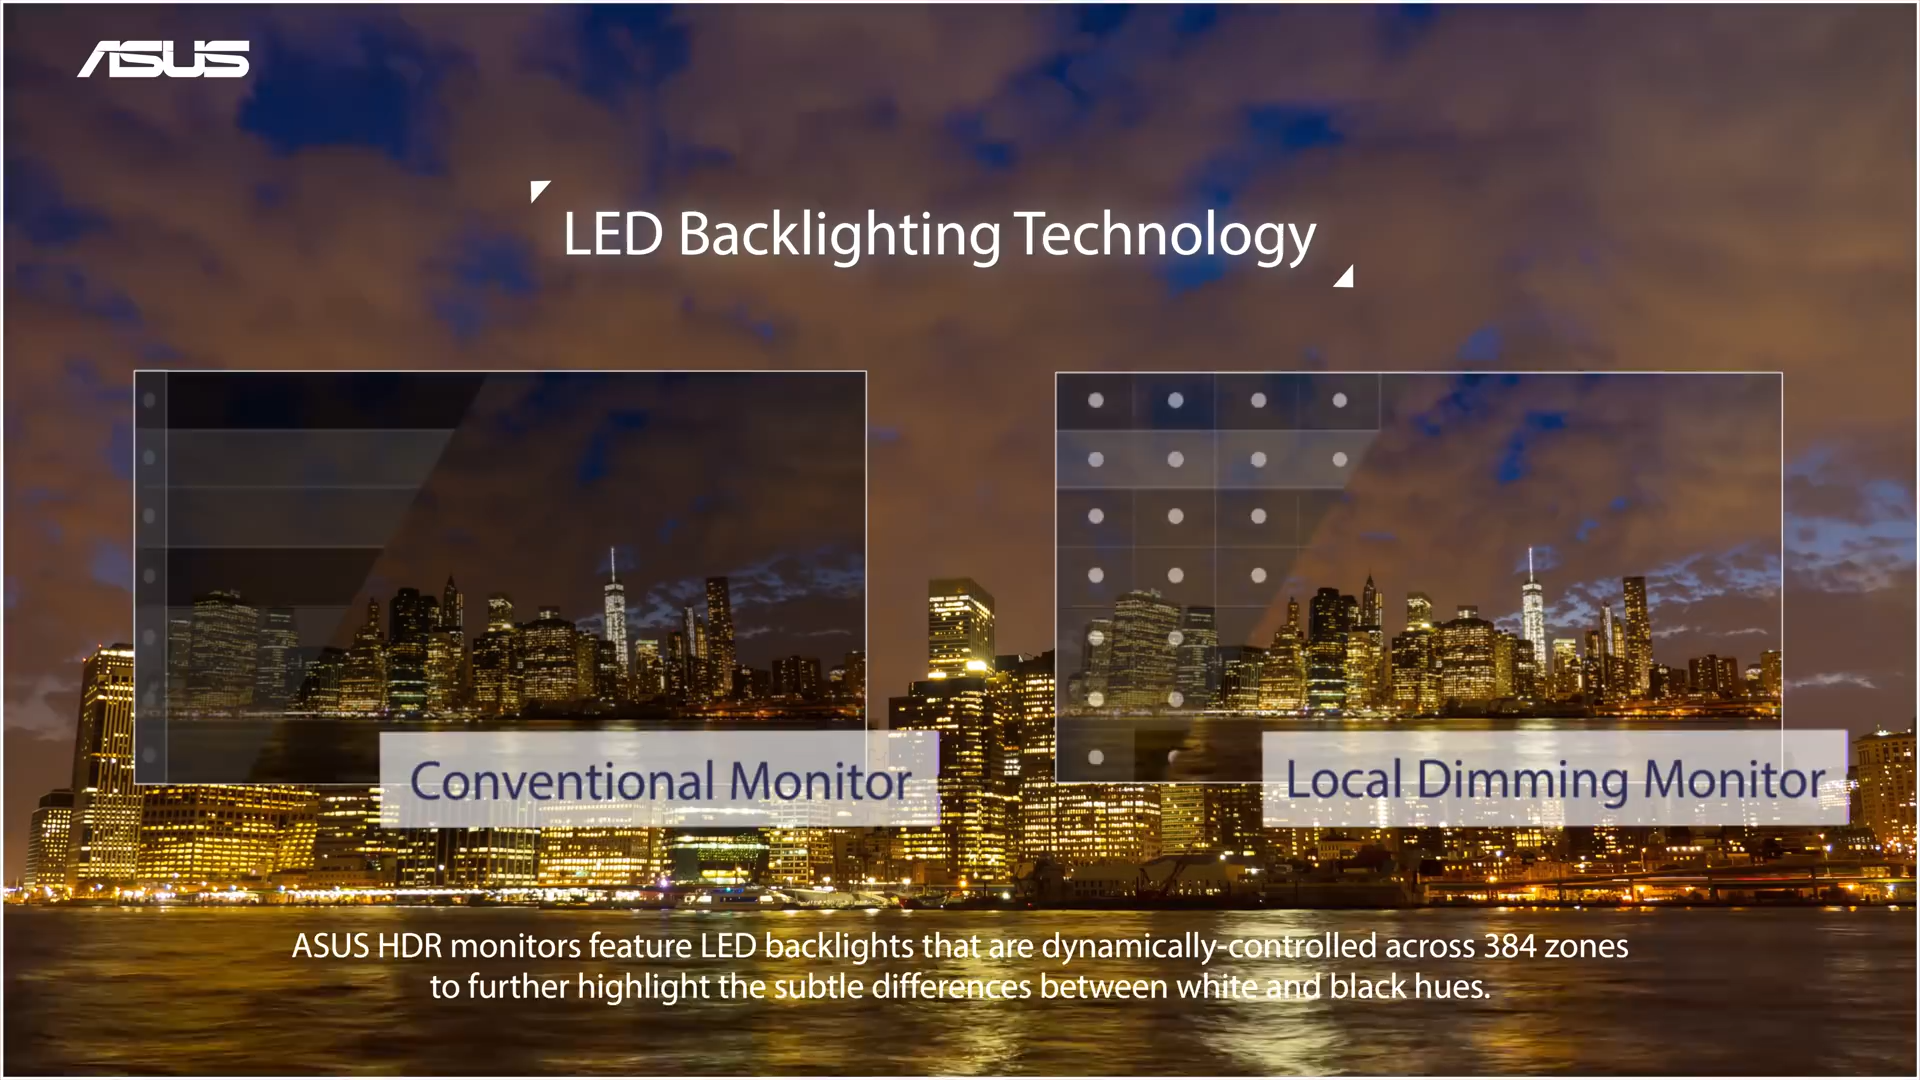 ASUS
LED Backlighting Technology
Conventional Monitor
Local Dimming Monitor
ASUS HDR monitors feature LED backlights that are dynamically-controlled across 384 zones
to further highlight the subtle differences between white and black hues.